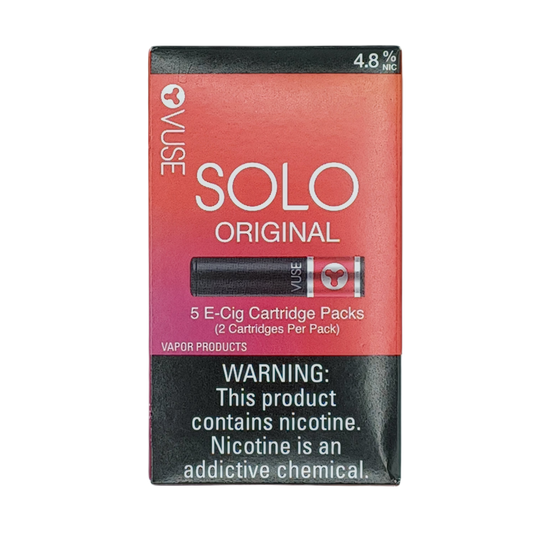 4.8 % NIC
VUSE
SOLO
ORIGINAL
VUSE
5 E-Cig Cartridge Packs
(2 Cartridges Per Pack)
VAPOR PRODUCTS
WARNING:
This product
contains nicotine.
Nicotine is an
addictive chemical.